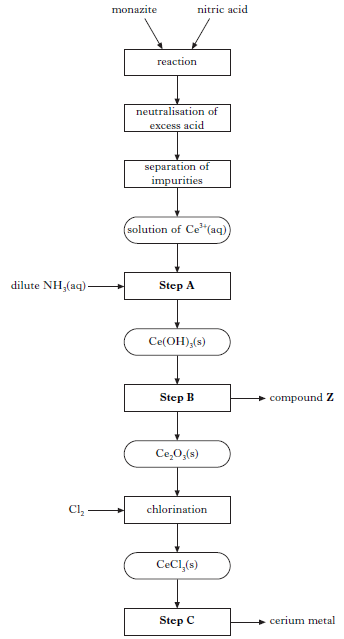 monazite
nitric acid
reaction
neutralisation of
excess acid
separation of
impurities
solution of Ce³⁺(aq)
dilute NH₃(aq)
Step A
Ce(OH)₃(s)
Step B
compound Z
Ce₂O₃(s)
Cl₂
chlorination
CeCl₃(s)
Step C
cerium metal